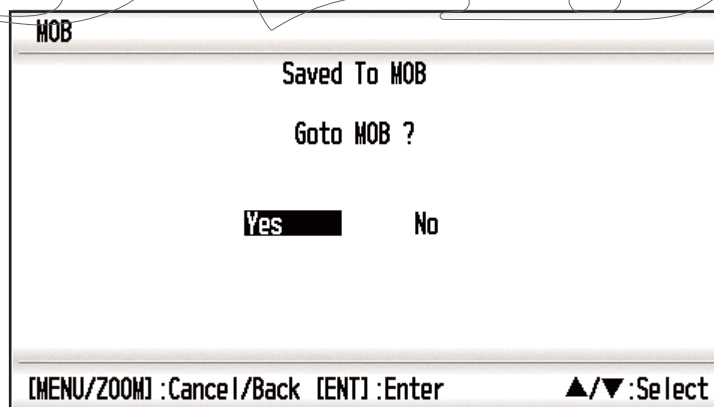 MOB
Saved To MOB
Goto MOB ?
Yes No
[MENU/ZOOM]:Cancel/Back [ENT]:Enter ▲/▼:Select